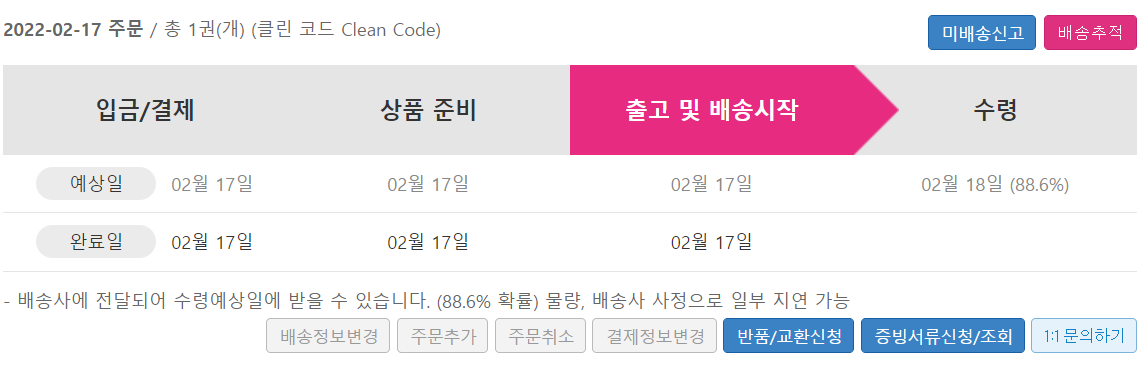 2022-02-17 주문 / 총 1권(개) (클린 코드 Clean Code) 미배송신고 배송추적
입금/결제 상품 준비 출고 및 배송시작 수령
예상일 02월 17일 02월 17일 02월 17일 02월 18일 (88.6%)
완료일 02월 17일 02월 17일 02월 17일
- 배송사에 전달되어 수령예상일에 받을 수 있습니다. (88.6% 확률) 물량, 배송사 사정으로 일부 지연 가능
배송정보변경 주문추가 주문취소 결제정보변경 반품/교환신청 증빙서류신청/조회 1:1 문의하기